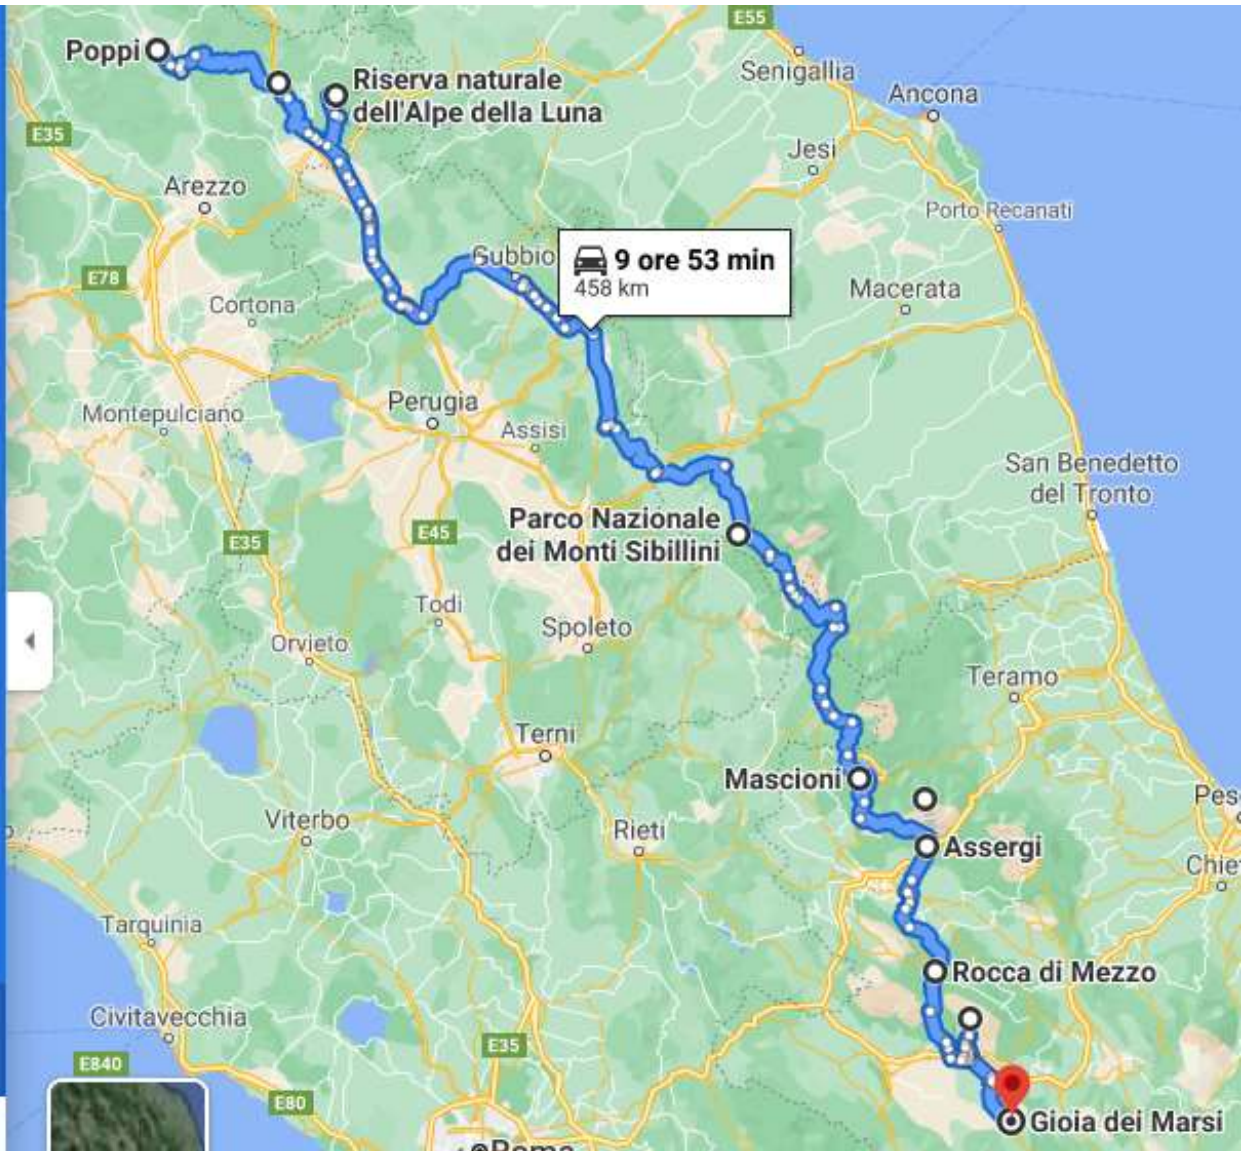 E55
Poppi
Riserva naturale
dell'Alpe della Luna
Senigallia
Ancona
E35
Jesi
Arezzo
Porto Recanati
Gubbio
9 ore 53 min
458 km
E78
Cortona
Macerata
Perugia
Montepulciano
Assisi
San Benedetto
del Tronto
Parco Nazionale
dei Monti Sibillini
E45
E35
Todi
Spoleto
Orvieto
Teramo
Terni
Mascioni
Pes
Viterbo
Rieti
Assergi
Chie
Tarquinia
Rocca di Mezzo
Civitavecchia
E35
E840
E80
Gioia dei Marsi
Roma